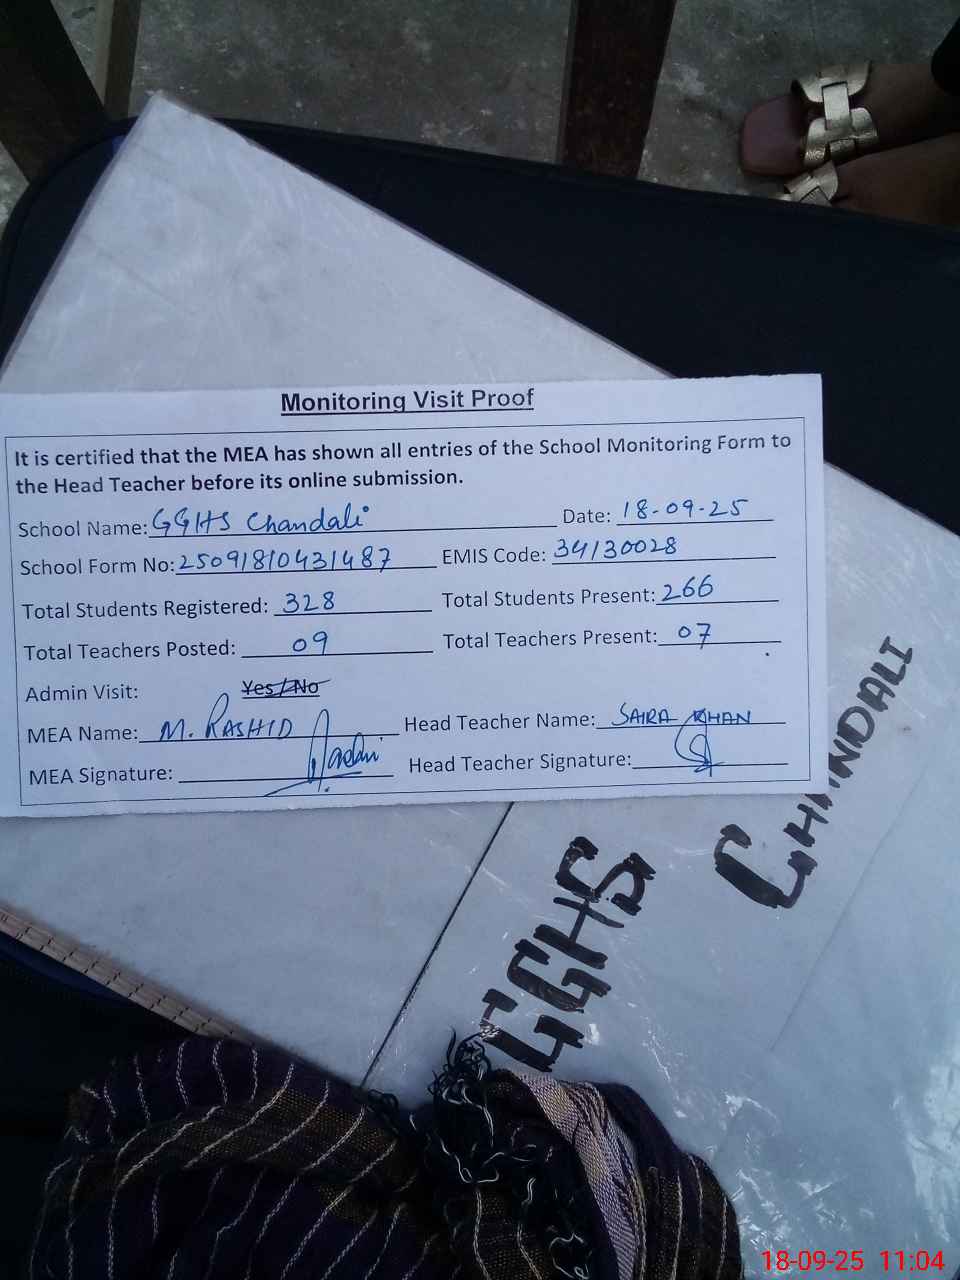 Monitoring Visit Proof
It is certified that the MEA has shown all entries of the School Monitoring Form to
the Head Teacher before its online submission.
School Name: GGHS Chandali Date: 18-09-25
School Form No: 25091810431487 EMIS Code: 34130028
Total Students Registered: 328 Total Students Present: 266
Total Teachers Posted: 09 Total Teachers Present: 07
Admin Visit: Yes/No
MEA Name: M. RASHID Head Teacher Name: SAIRA KHAN
MEA Signature: Head Teacher Signature:
GGHS
CHANDALI
18-09-25 11:04